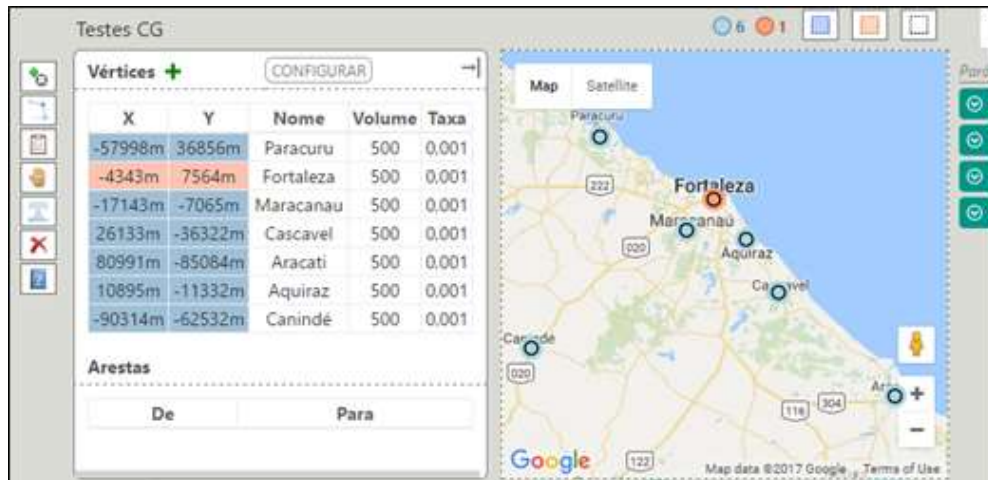 Testes CG
6 1
Vértices
CONFIGURAR
X Y Nome Volume Taxa
-57998m 36856m Paracuru 500 0,001
-4343m 7564m Fortaleza 500 0,001
-17143m -7065m Maracanau 500 0,001
26133m -36322m Cascavel 500 0,001
80991m -85084m Aracati 500 0,001
10895m -11332m Aquiraz 500 0,001
-90314m -62532m Canindé 500 0,001
Arestas
De Para
Map Satellite
Paracuru
222
Fortaleza
Maracanaú
020
Aquiraz
020
116
304
122
Google
Map data ©2017 Google
Terms of Use